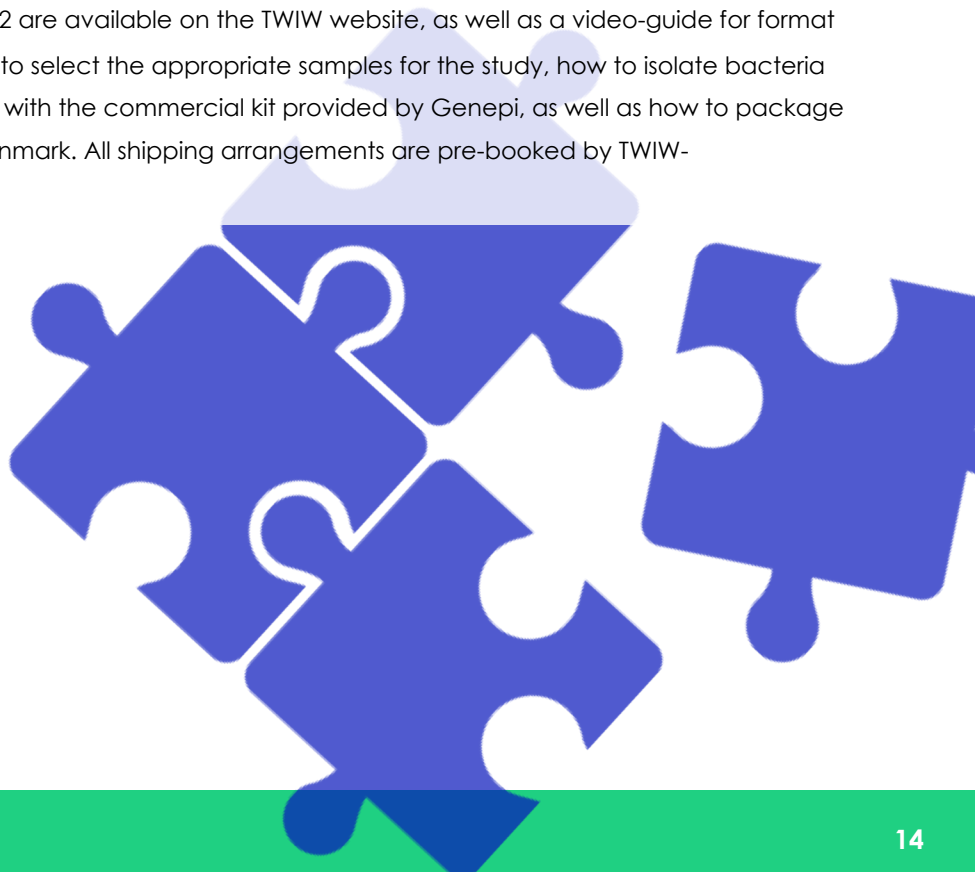 2 are available on the TWIW website, as well as a video-guide for format
to select the appropriate samples for the study, how to isolate bacteria
with the commercial kit provided by Genepi, as well as how to package
nmark. All shipping arrangements are pre-booked by TWIW-
14